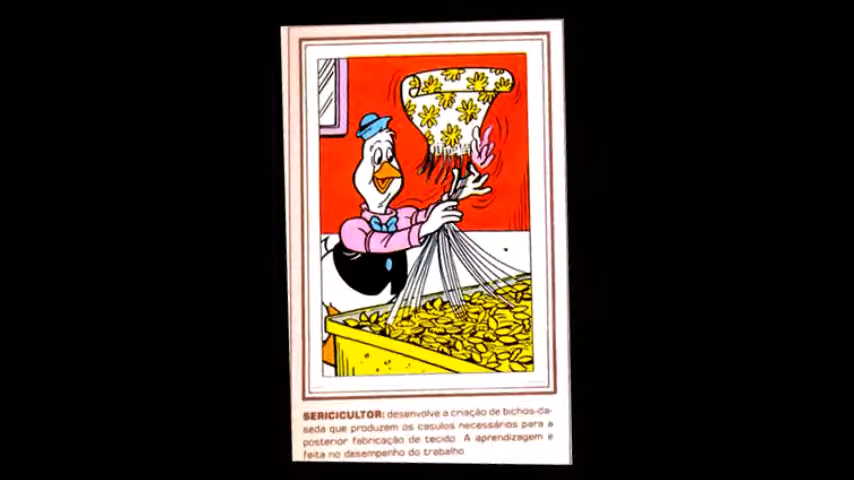 SERICICULTOR: desenvolve a criação de bichos-da-
seda que produzem os casulos necessários para a
posterior fabricação de tecido. A aprendizagem é
feita no desempenho do trabalho.